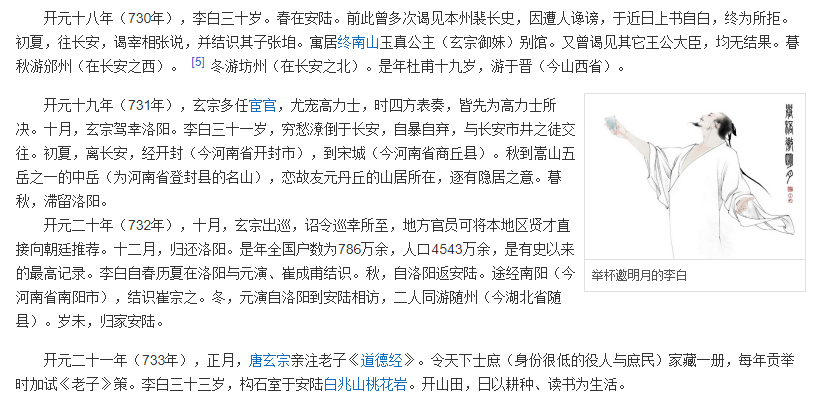 开元十八年（730年），李白三十岁。春在安陆。前此曾多次谒见本州裴长史，因遭人谗谤，于近日上书自白，终为所拒。
初夏，往长安，谒宰相张说，并结识其子张垍。寓居终南山玉真公主（玄宗御妹）别馆。又曾谒见其它王公大臣，均无结果。暮
秋游邠州（在长安之西）。 [5] 冬游坊州（在长安之北）。是年杜甫十九岁，游于晋（今山西省）。
开元十九年（731年），玄宗多任宦官，尤宠高力士，时四方表奏，皆先为高力士所
决。十月，玄宗驾幸洛阳。李白三十一岁，穷愁潦倒于长安，自暴自弃，与长安市井之徒交
往。初夏，离长安，经开封（今河南省开封市），到宋城（今河南省商丘县）。秋到嵩山五
岳之一的中岳（为河南省登封县的名山），恋故友元丹丘的山居所在，逐有隐居之意。暮
秋，滞留洛阳。
开元二十年（732年），十月，玄宗出巡，诏令巡幸所至，地方官员可将本地区贤才直
接向朝廷推荐。十二月，归还洛阳。是年全国户数为786万余，人口4543万余，是有史以来
的最高记录。李白自春历夏在洛阳与元演、崔成甫结识。秋，自洛阳返安陆。途经南阳（今
河南省南阳市），结识崔宗之。冬，元演自洛阳到安陆相访，二人同游随州（今湖北省随
县）。岁末，归家安陆。
举杯邀明月
举杯邀明月的李白
开元二十一年（733年），正月，唐玄宗亲注老子《道德经》。令天下士庶（身份很低的役人与庶民）家藏一册，每年贡举
时加试《老子》策。李白三十三岁，构石室于安陆白兆山桃花岩。开山田，日以耕种、读书为生活。